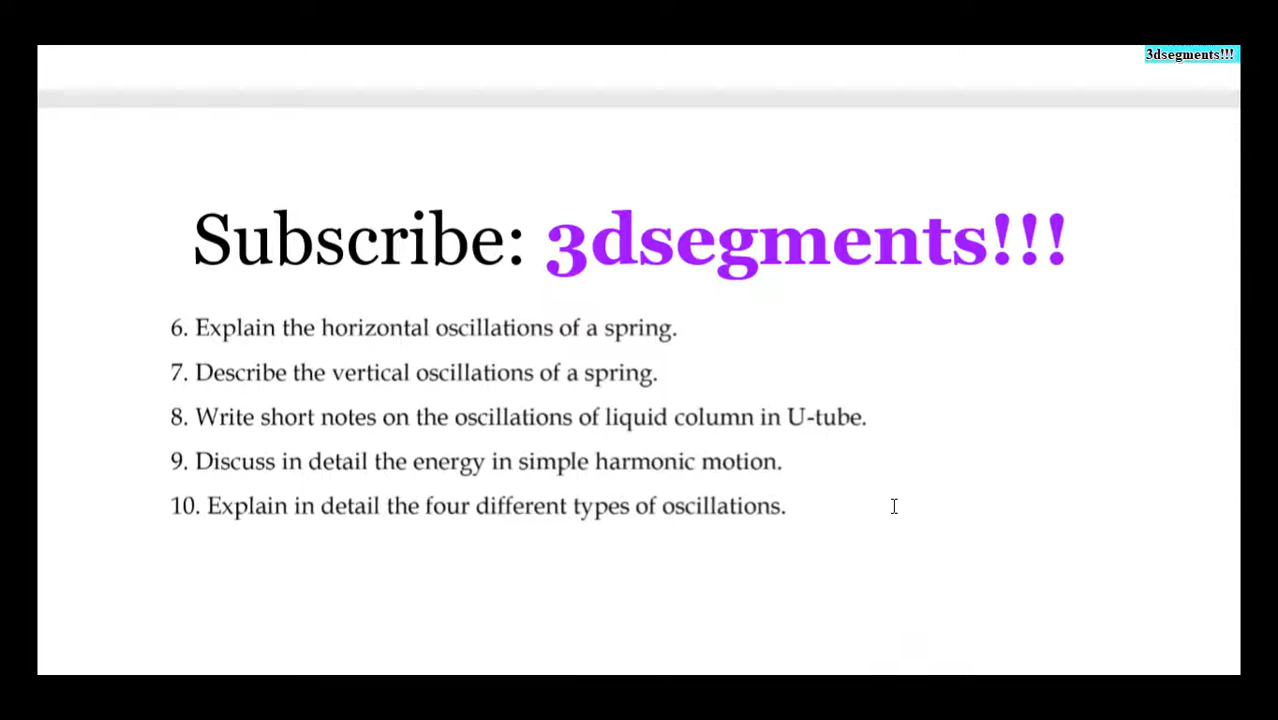 3dsegments!!!
Subscribe: 3dsegments!!!
6. Explain the horizontal oscillations of a spring.
7. Describe the vertical oscillations of a spring.
8. Write short notes on the oscillations of liquid column in U-tube.
9. Discuss in detail the energy in simple harmonic motion.
10. Explain in detail the four different types of oscillations.